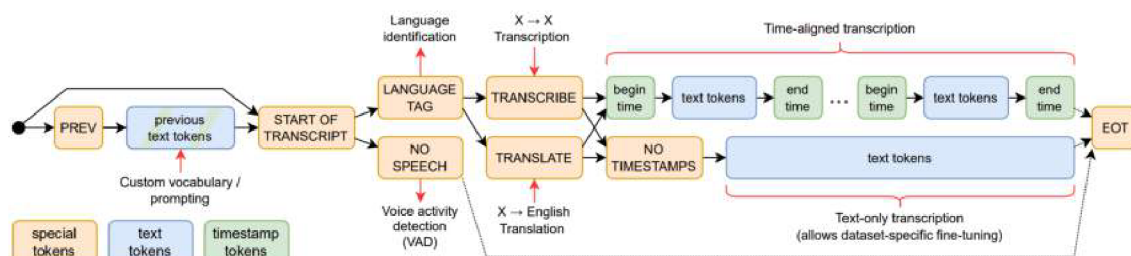 Language
identification
X → X
Transcription
Time-aligned transcription
PREV
previous
text tokens
START OF
TRANSCRIPT
LANGUAGE
TAG
TRANSCRIBE
begin
time
text tokens
end
time
...
begin
time
text tokens
end
time
EOT
NO
SPEECH
TRANSLATE
NO
TIMESTAMPS
text tokens
Custom vocabulary /
prompting
Voice activity
detection
(VAD)
X → English
Translation
Text-only transcription
(allows dataset-specific fine-tuning)
special
tokens
text
tokens
timestamp
tokens